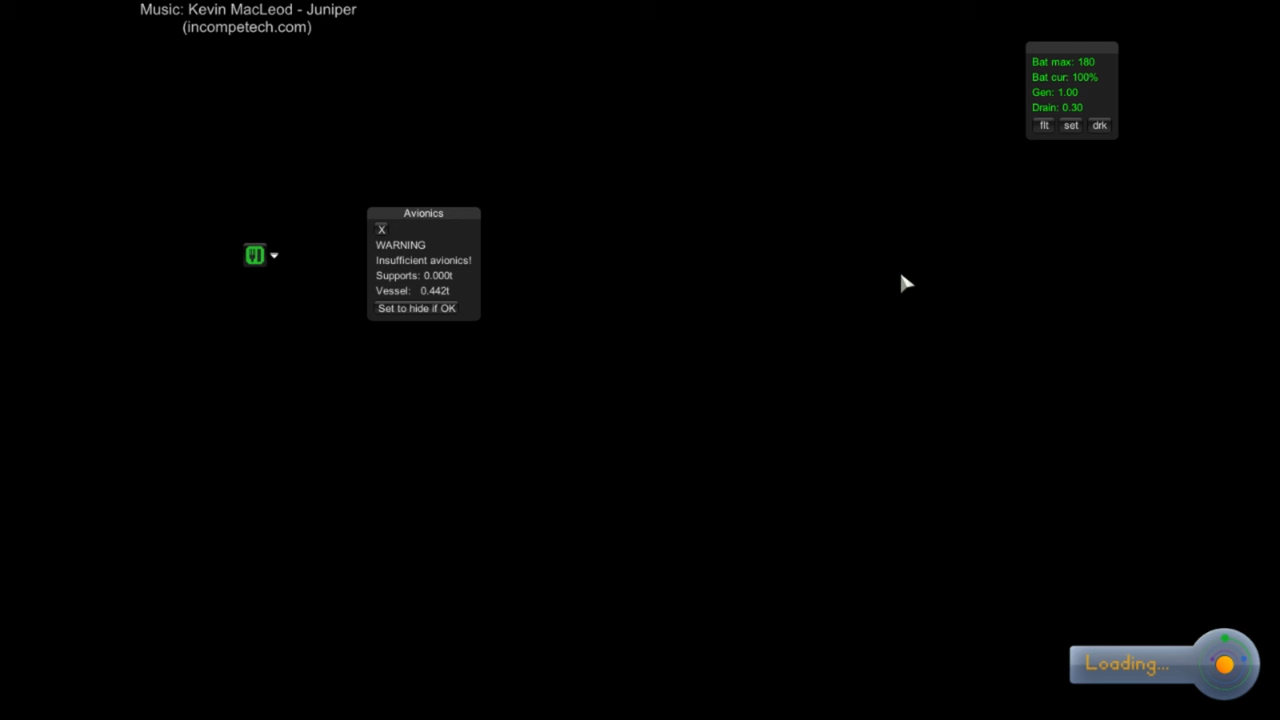 Music: Kevin MacLeod - Juniper
(incompetech.com)
Bat max: 180
Bat cur: 100%
Gen: 1.00
Drain: 0.30
flt set drk
Avionics
X
WARNING
Insufficient avionics!
Supports: 0.000t
Vessel: 0.442t
Set to hide if OK
Loading...